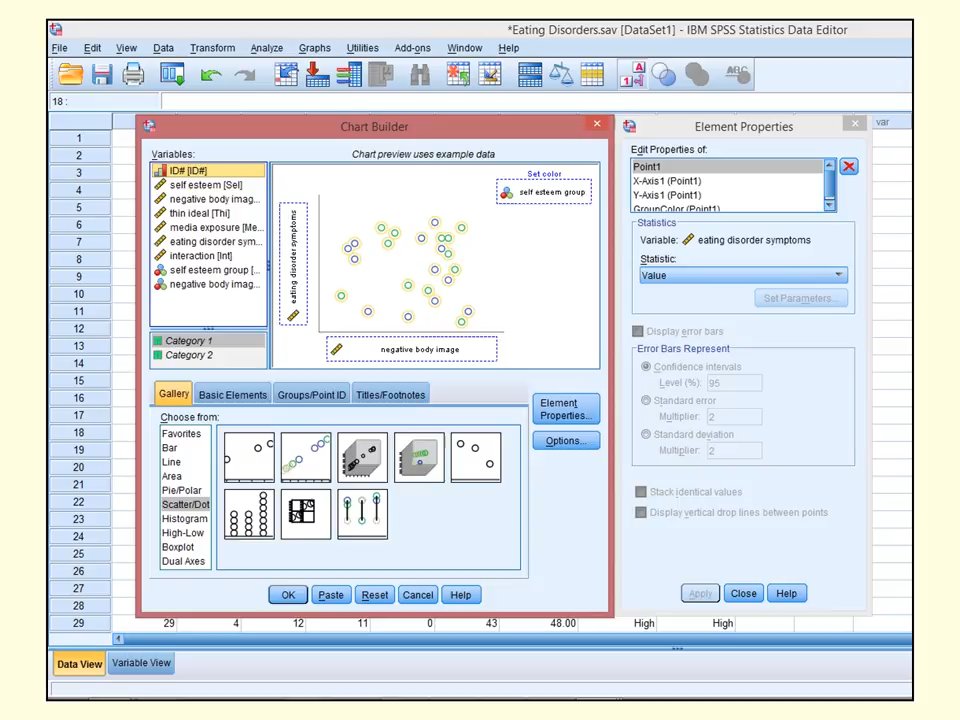 *Eating Disorders.sav [DataSet1] - IBM SPSS Statistics Data Editor
File Edit View Data Transform Analyze Graphs Utilities Add-ons Window Help
A
1
ABC
18 :
var
1
2
3
4
5
6
7
8
9
10
11
12
13
14
15
16
17
18
19
20
21
22
23
24
25
26
27
28
29 29 4 12 11 0 43 48.00 High High
Chart Builder
Variables:
ID# [ID#]
self esteem [Sel]
negative body imag...
thin ideal [Thi]
media exposure [Me...
eating disorder sym...
interaction [Int]
self esteem group [...
negative body imag...
Category 1
Category 2
Chart preview uses example data
Set color
self esteem group
eating disorder symptoms
negative body image
Gallery Basic Elements Groups/Point ID Titles/Footnotes
Choose from:
Favorites
Bar
Line
Area
Pie/Polar
Scatter/Dot
Histogram
High-Low
Boxplot
Dual Axes
Element Properties...
Options...
OK Paste Reset Cancel Help
Element Properties
Edit Properties of:
Point1
X-Axis1 (Point1)
Y-Axis1 (Point1)
GroupColor (Point1)
Statistics
Variable: eating disorder symptoms
Statistic:
Value
Set Parameters...
Display error bars
Error Bars Represent
Confidence intervals
Level (%): 95
Standard error
Multiplier: 2
Standard deviation
Multiplier: 2
Stack identical values
Display vertical drop lines between points
Apply Close Help
Data View Variable View